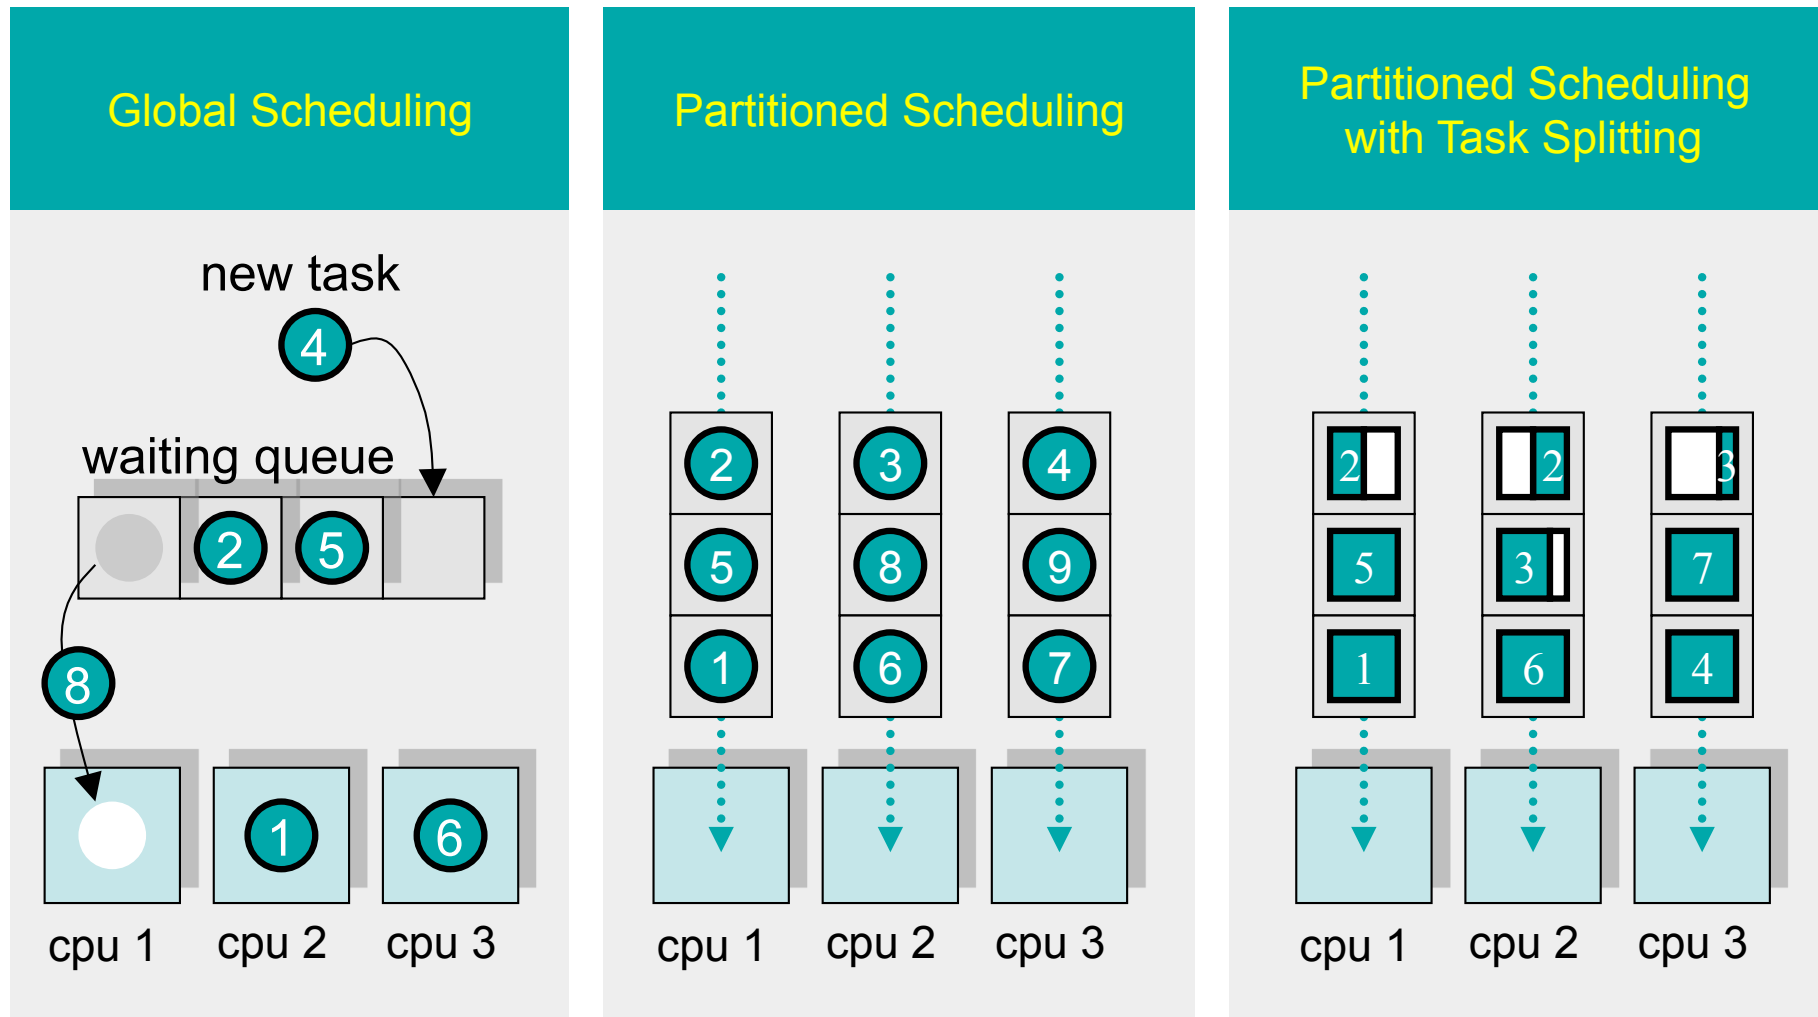 Global Scheduling
new task
4
waiting queue
2 5
8
1 6
cpu 1 cpu 2 cpu 3
Partitioned Scheduling
2 3 4
5 8 9
1 6 7
cpu 1 cpu 2 cpu 3
Partitioned Scheduling
with Task Splitting
2 2 3
5 3 7
1 6 4
cpu 1 cpu 2 cpu 3